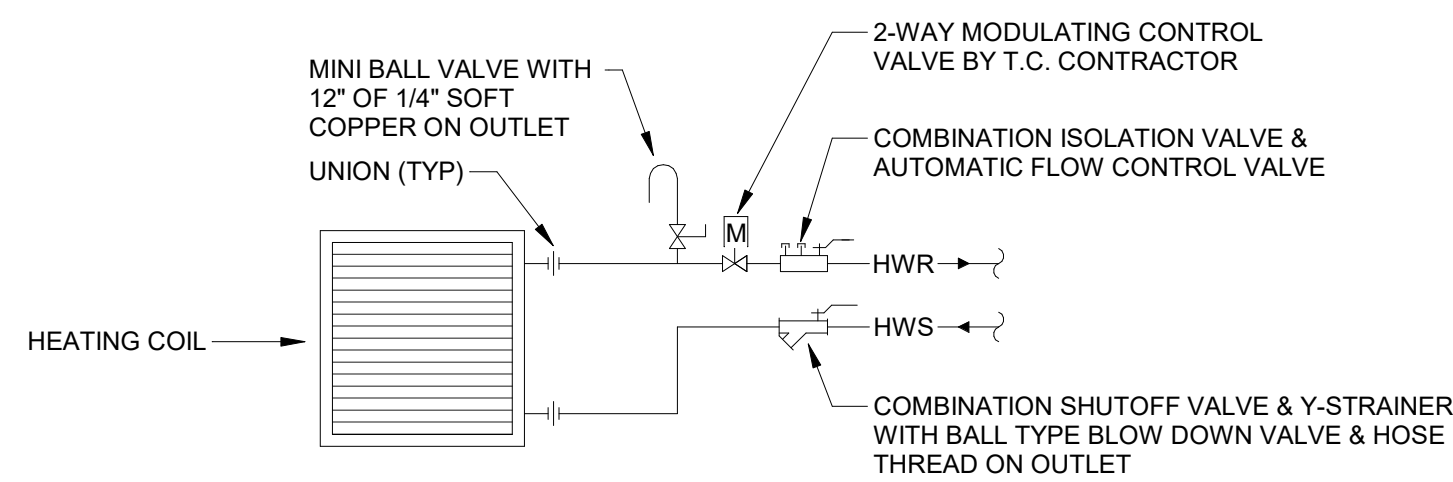 2-WAY MODULATING CONTROL
VALVE BY T.C. CONTRACTOR
MINI BALL VALVE WITH
12" OF 1/4" SOFT
COPPER ON OUTLET
COMBINATION ISOLATION VALVE &
AUTOMATIC FLOW CONTROL VALVE
UNION (TYP)
M
HWR
HWS
HEATING COIL
COMBINATION SHUTOFF VALVE & Y-STRAINER
WITH BALL TYPE BLOW DOWN VALVE & HOSE
THREAD ON OUTLET